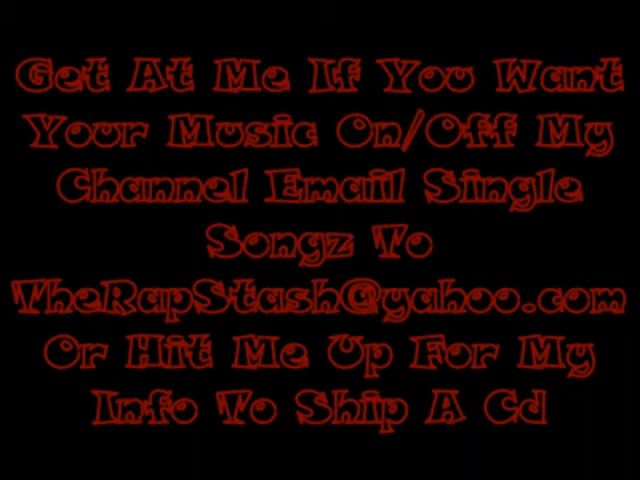 Get At Me If You Want
Your Music On/Off My
Channel Email Single
Songz To
TheRapStash@yahoo.com
Or Hit Me Up For My
Info To Ship A Cd